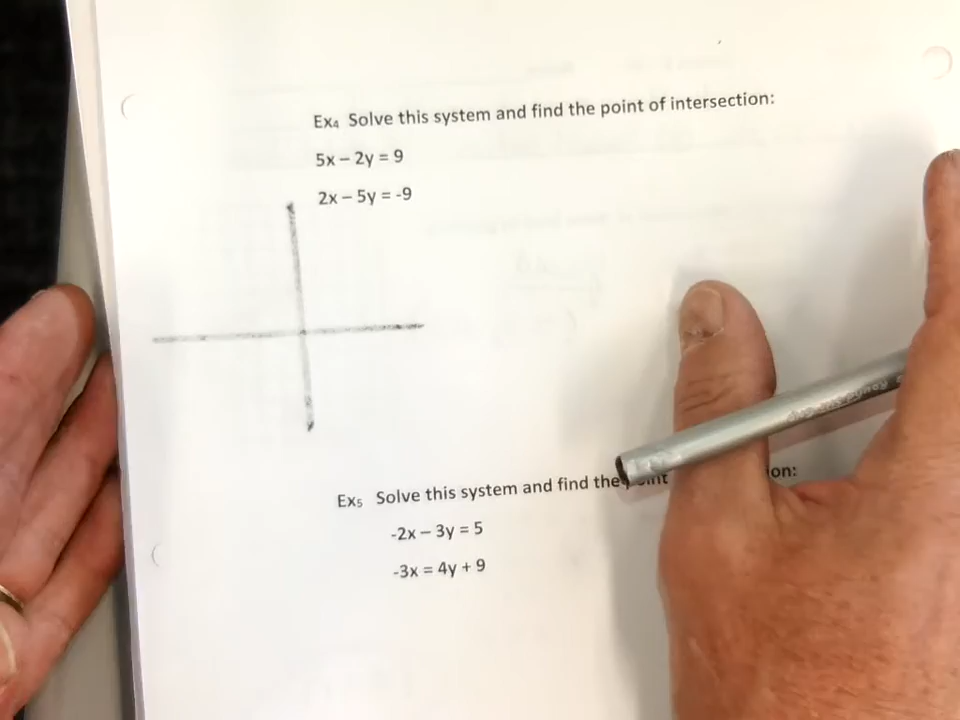 Ex4 Solve this system and find the point of intersection:
5x – 2y = 9
2x – 5y = -9
Ex5 Solve this system and find the point ion:
-2x – 3y = 5
-3x = 4y + 9